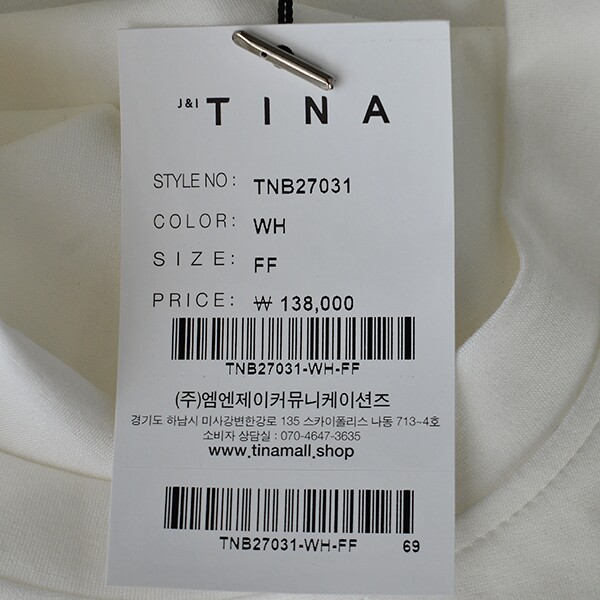 J&I TINA
STYLE NO : TNB27031
COLOR: WH
SIZE: FF
PRICE: ₩ 138,000
TNB27031-WH-FF
(주)엠엔제이커뮤니케이션즈
경기도 하남시 미사강변한강로 135 스카이폴리스 나동 713~4호
소비자 상담실 : 070-4647-3635
www.tinamall.shop
TNB27031-WH-FF 69